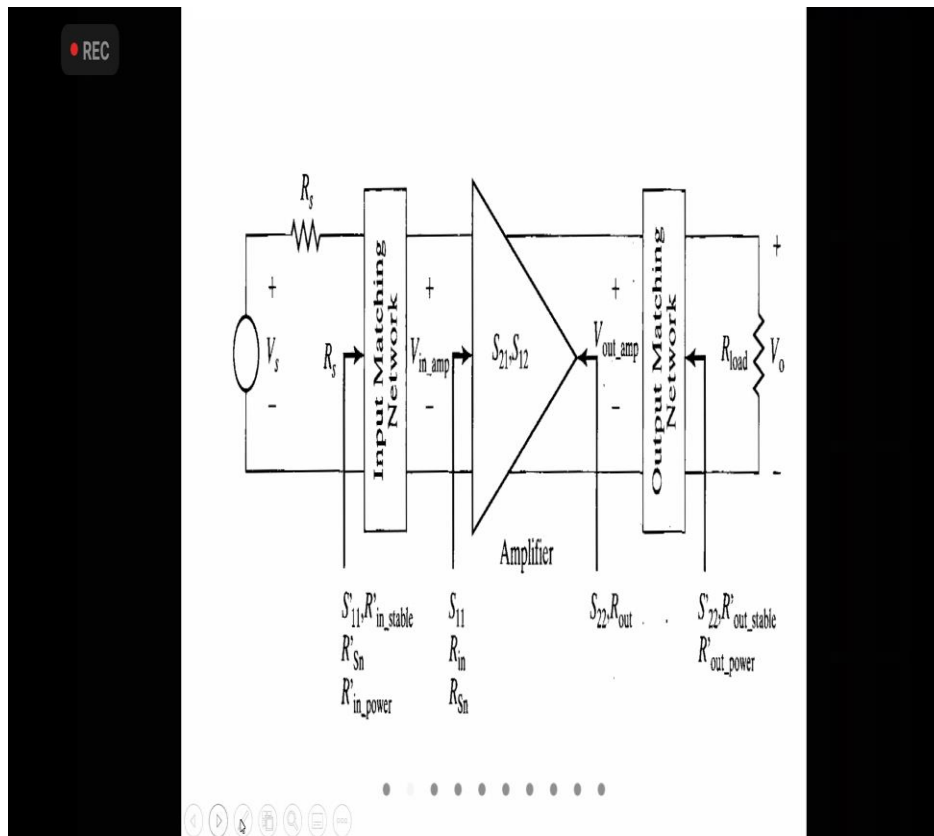 REC
R_s
+ + + +
Input Matching
Network
V_s R_s V_in_amp S_21,S_12 V_out_amp R_load V_o
Output Matching
Network
− − − −
Amplifier
S'_11,R'_in_stable S_11 S_22,R_out S'_22,R'_out_stable
R'_Sn R_in R'_out_power
R'_in_power R_Sn